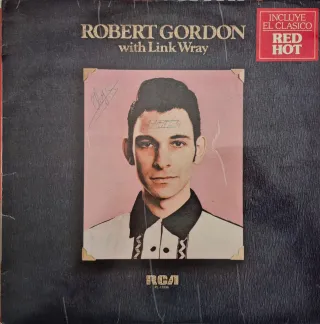 ROBERT GORDON
with Link Wray
INCLUYE
EL CLASICO
RED
HOT
RCA